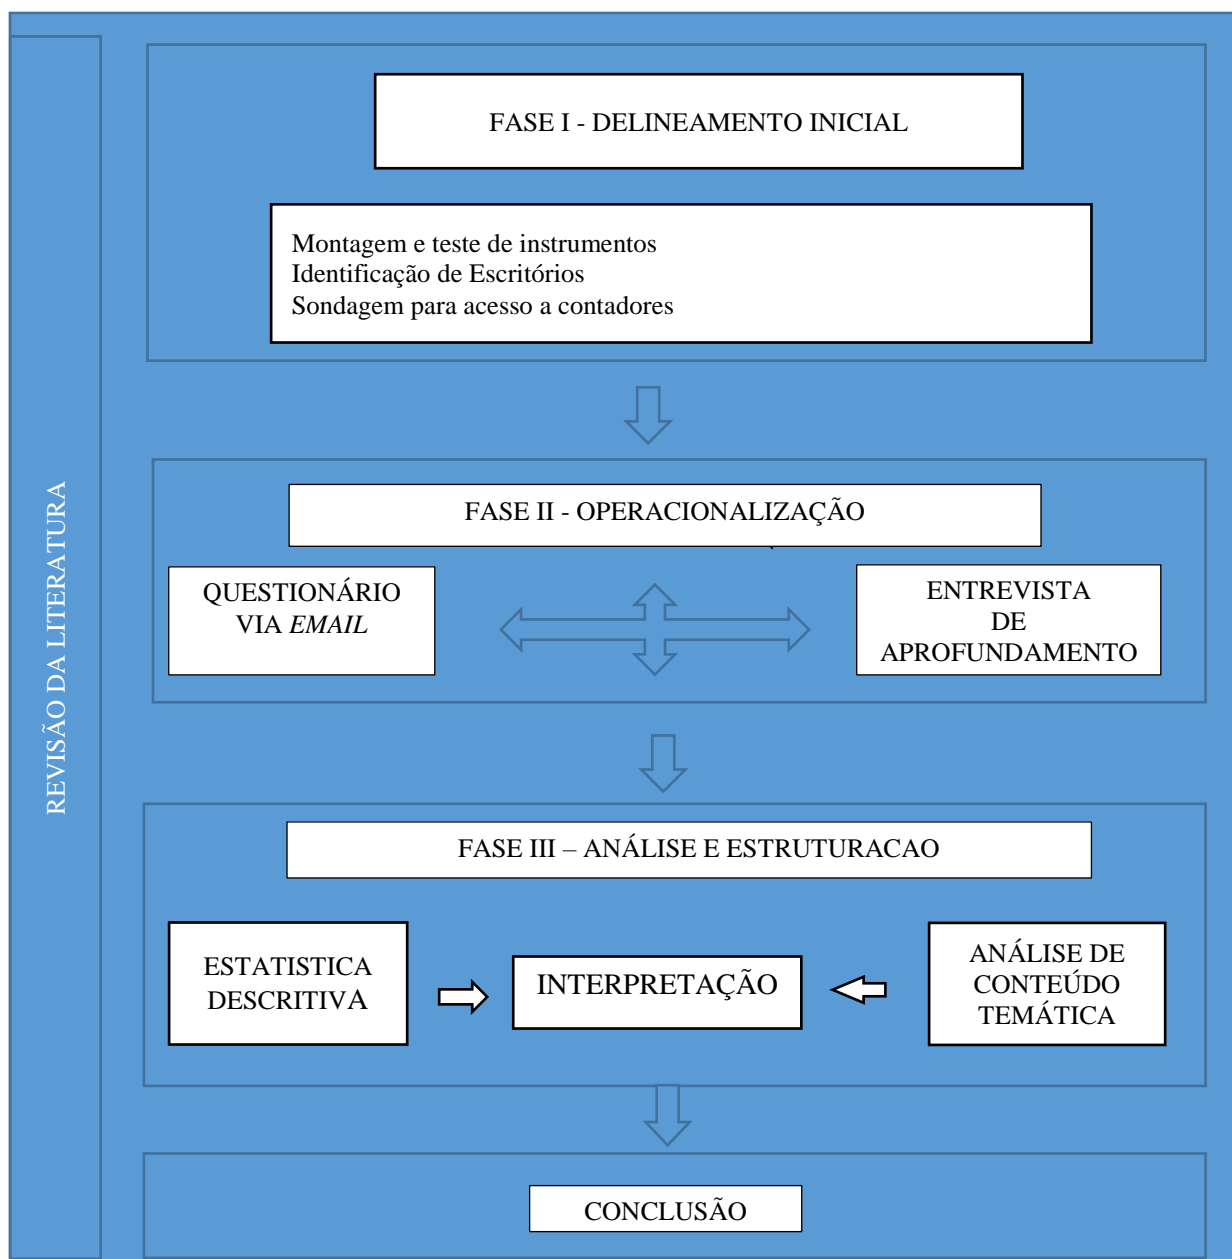 REVISÃO DA LITERATURA
FASE I - DELINEAMENTO INICIAL
Montagem e teste de instrumentos
Identificação de Escritórios
Sondagem para acesso a contadores
FASE II - OPERACIONALIZAÇÃO
QUESTIONÁRIO
VIA EMAIL
ENTREVISTA
DE
APROFUNDAMENTO
FASE III – ANÁLISE E ESTRUTURACAO
ESTATISTICA
DESCRITIVA
INTERPRETAÇÃO
ANÁLISE DE
CONTEÚDO
TEMÁTICA
CONCLUSÃO